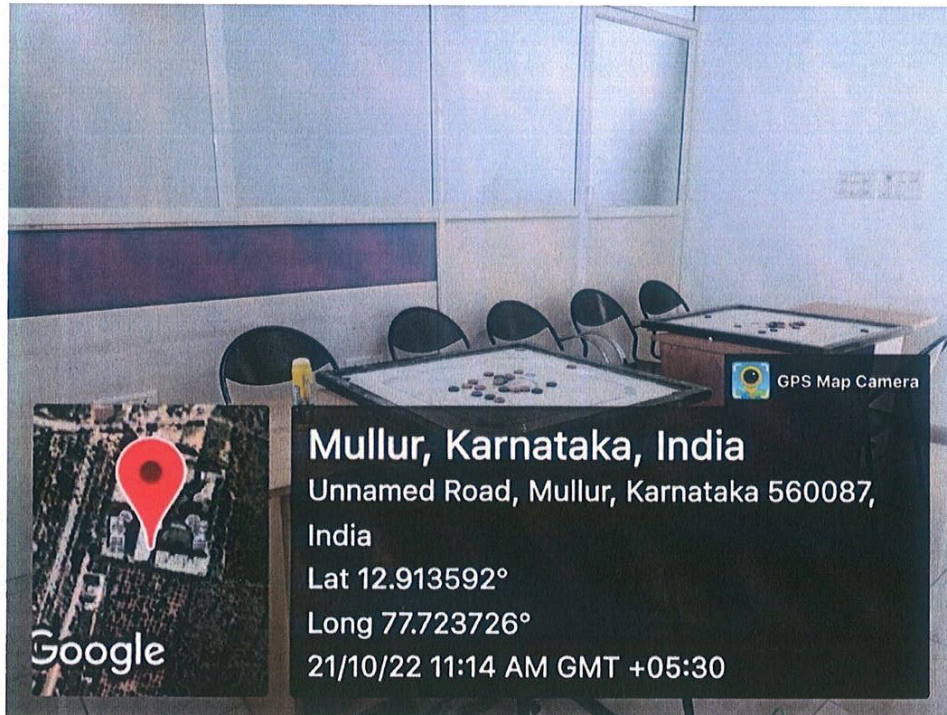 GPS Map Camera
Mullur, Karnataka, India
Unnamed Road, Mullur, Karnataka 560087,
India
Lat 12.913592°
Long 77.723726°
21/10/22 11:14 AM GMT +05:30
Google